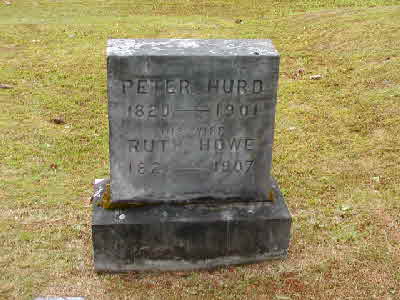 PETER HURD
1820 — 1901
HIS WIFE
RUTH HOWE
— 1907